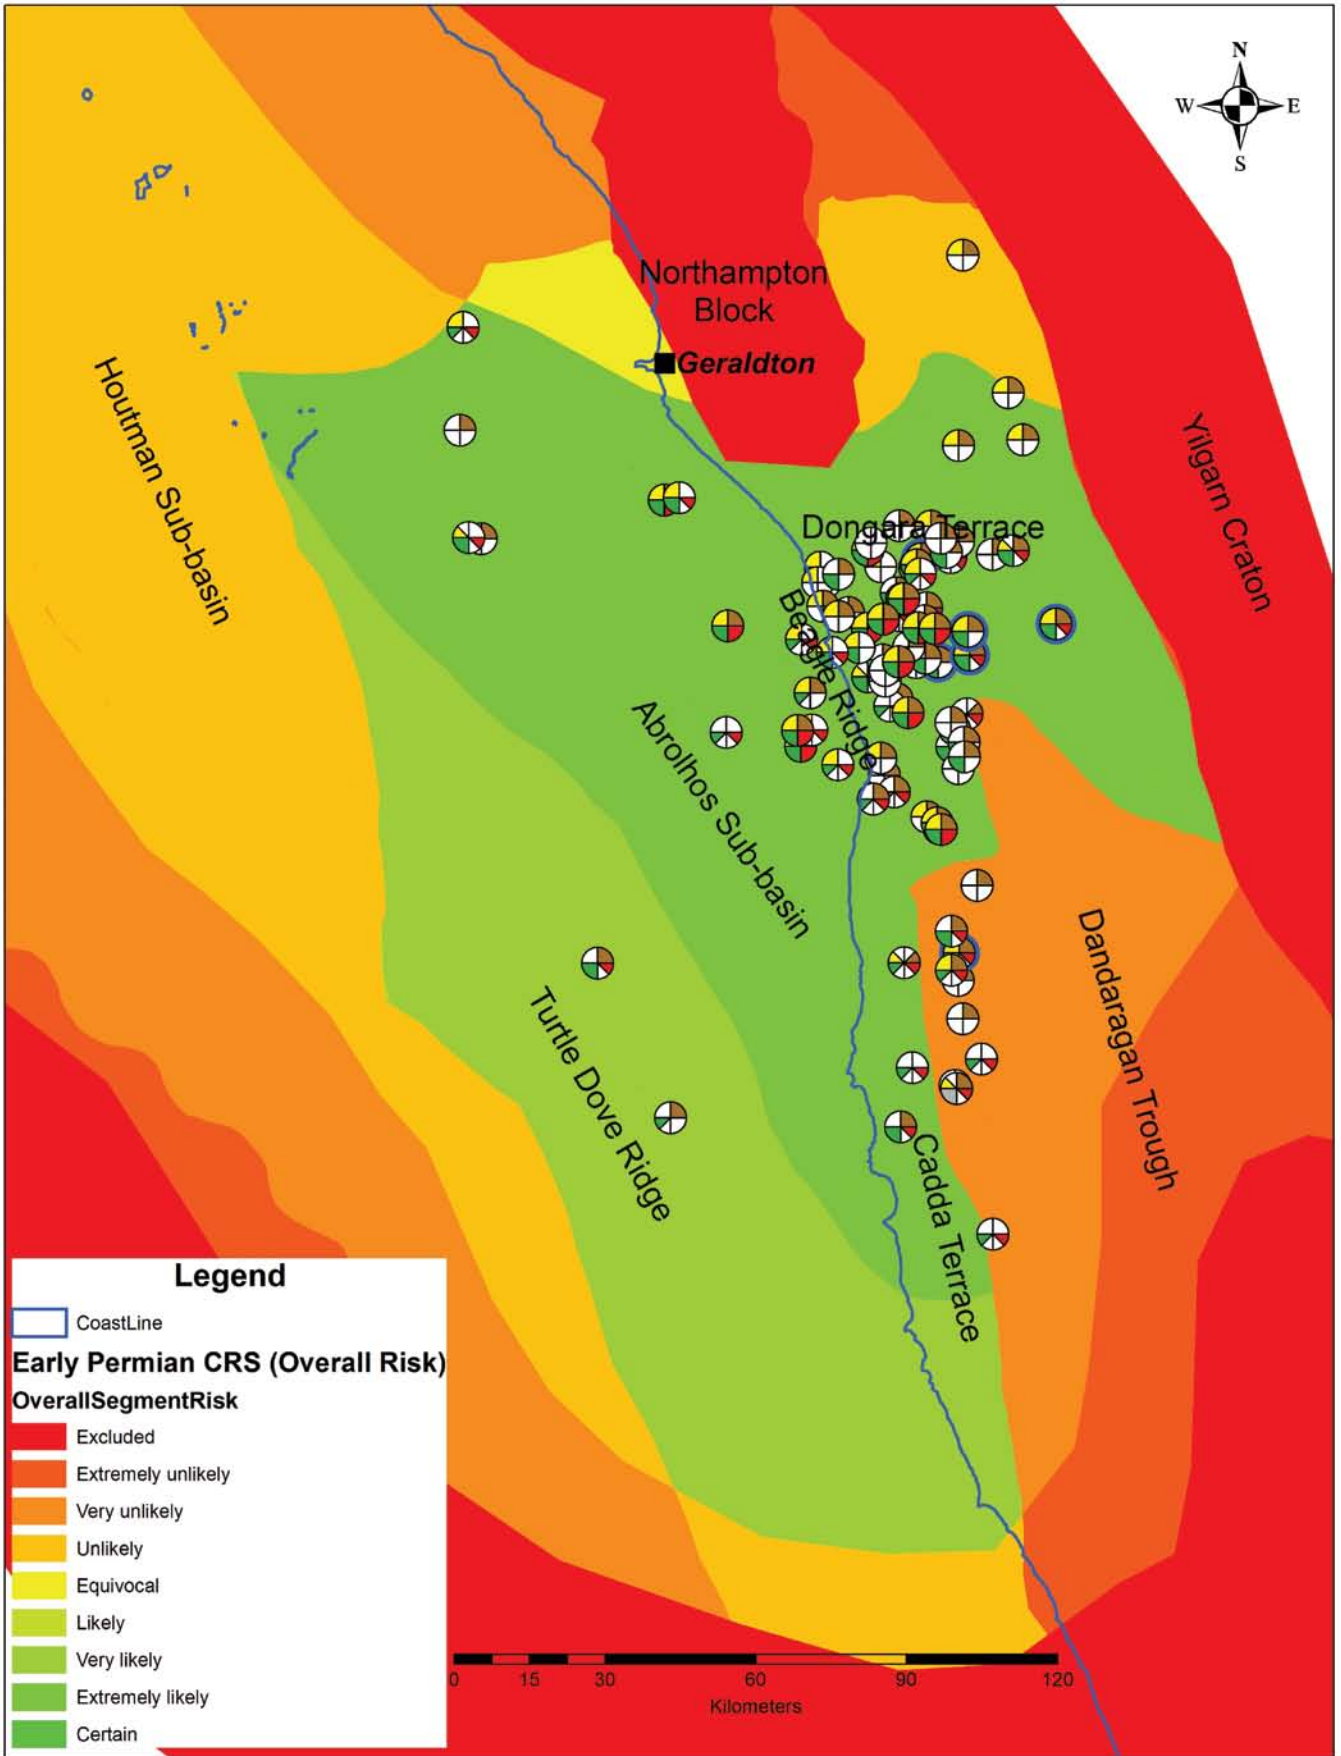 N
W E
S
Northampton
Block
Geraldton
Houtman Sub-basin
Yilgarn Craton
Dongara Terrace
Beagle Ridge
Abrolhos Sub-basin
Dandaragan Trough
Turtle Dove Ridge
Cadda Terrace
Legend
CoastLine
Early Permian CRS (Overall Risk)
OverallSegmentRisk
Excluded
Extremely unlikely
Very unlikely
Unlikely
Equivocal
Likely
Very likely
Extremely likely
Certain
0 15 30 60 90 120
Kilometers